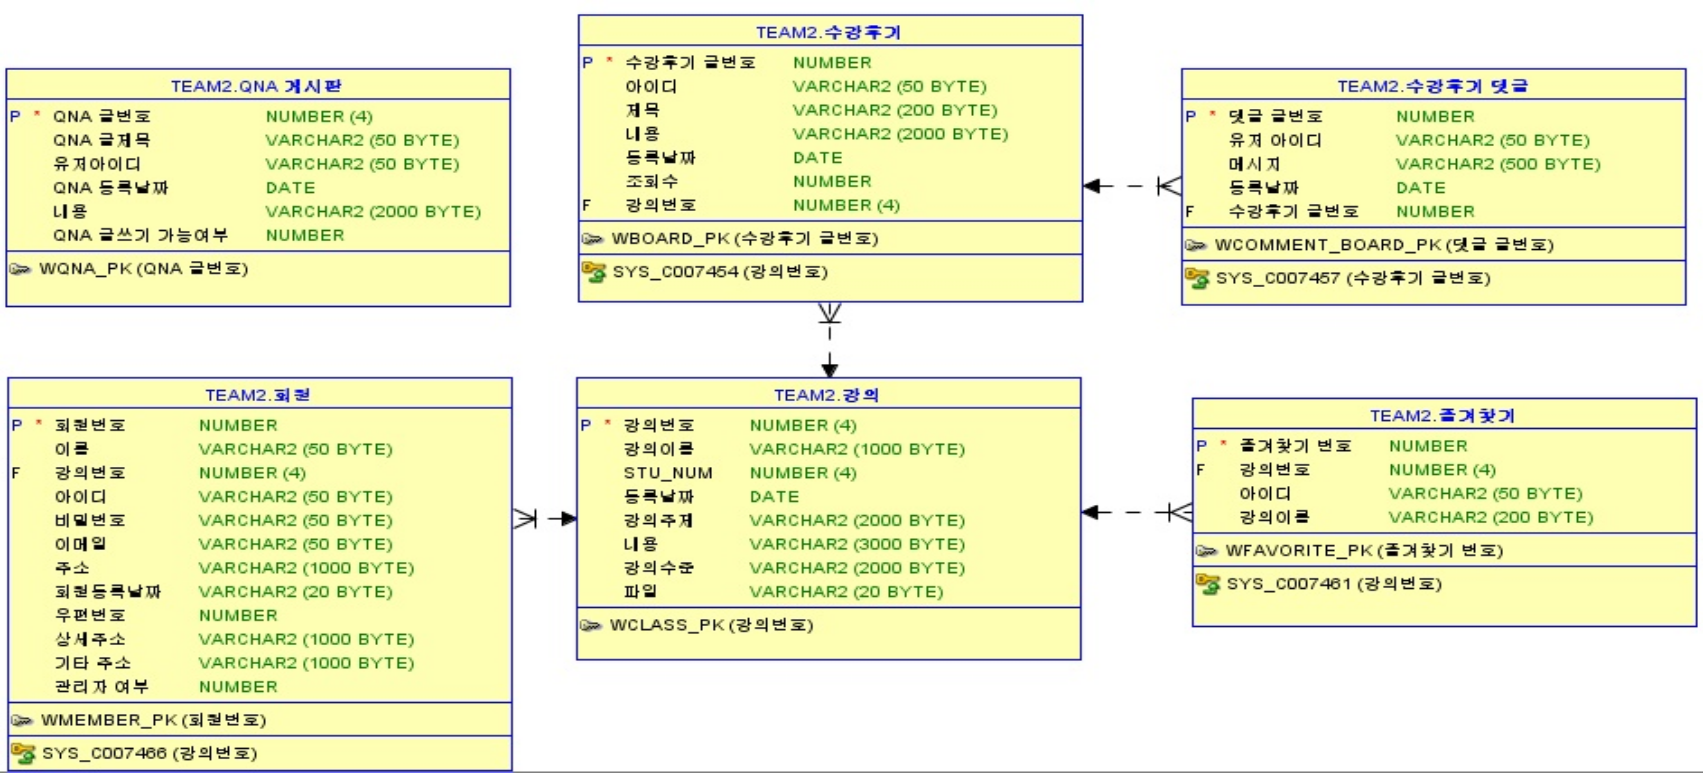 TEAM2.QNA 게시판
P * QNA 글번호 NUMBER (4)
QNA 글제목 VARCHAR2 (50 BYTE)
유저아이디 VARCHAR2 (50 BYTE)
QNA 등록날짜 DATE
내용 VARCHAR2 (2000 BYTE)
QNA 글쓰기 가능여부 NUMBER
WQNA_PK (QNA 글번호)
TEAM2.수강후기
P * 수강후기 글번호 NUMBER
아이디 VARCHAR2 (50 BYTE)
제목 VARCHAR2 (200 BYTE)
내용 VARCHAR2 (2000 BYTE)
등록날짜 DATE
조회수 NUMBER
F 강의번호 NUMBER (4)
WBOARD_PK (수강후기 글번호)
SYS_C007454 (강의번호)
TEAM2.수강후기 댓글
P * 댓글 글번호 NUMBER
유저 아이디 VARCHAR2 (50 BYTE)
메시지 VARCHAR2 (500 BYTE)
등록날짜 DATE
F 수강후기 글번호 NUMBER
WCOMMENT_BOARD_PK (댓글 글번호)
SYS_C007457 (수강후기 글번호)
TEAM2.회원
P * 회원번호 NUMBER
이름 VARCHAR2 (50 BYTE)
F 강의번호 NUMBER (4)
아이디 VARCHAR2 (50 BYTE)
비밀번호 VARCHAR2 (50 BYTE)
이메일 VARCHAR2 (50 BYTE)
주소 VARCHAR2 (1000 BYTE)
회원등록날짜 VARCHAR2 (20 BYTE)
우편번호 NUMBER
상세주소 VARCHAR2 (1000 BYTE)
기타 주소 VARCHAR2 (1000 BYTE)
관리자 여부 NUMBER
WMEMBER_PK (회원번호)
SYS_C007466 (강의번호)
TEAM2.강의
P * 강의번호 NUMBER (4)
강의이름 VARCHAR2 (1000 BYTE)
STU_NUM NUMBER (4)
등록날짜 DATE
강의주제 VARCHAR2 (2000 BYTE)
내용 VARCHAR2 (3000 BYTE)
강의수준 VARCHAR2 (2000 BYTE)
파일 VARCHAR2 (20 BYTE)
WCLASS_PK (강의번호)
TEAM2.즐겨찾기
P * 즐겨찾기 번호 NUMBER
F 강의번호 NUMBER (4)
아이디 VARCHAR2 (50 BYTE)
강의이름 VARCHAR2 (200 BYTE)
WFAVORITE_PK (즐겨찾기 번호)
SYS_C007461 (강의번호)